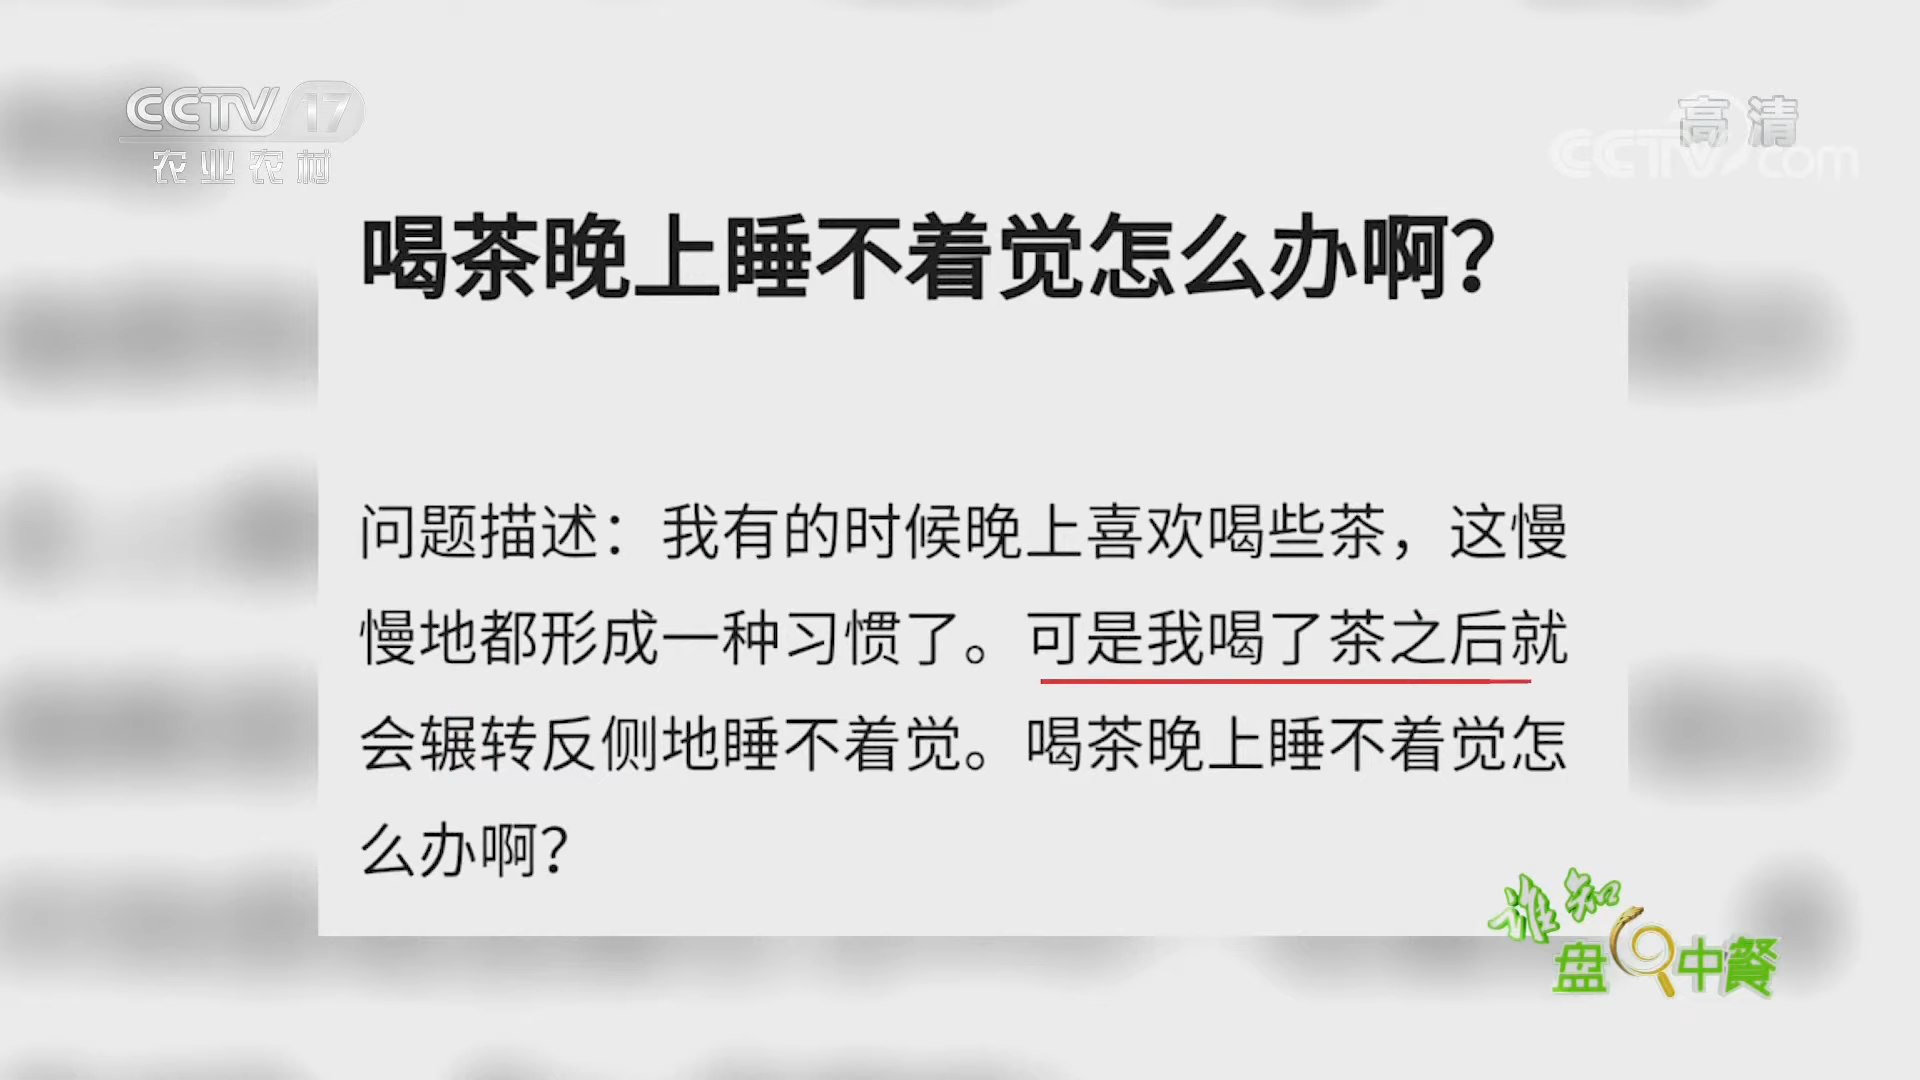 CCTV 17
农业农村
高清
CCTV.com
喝茶晚上睡不着觉怎么办啊？
问题描述：我有的时候晚上喜欢喝些茶，这慢
慢地都形成一种习惯了。可是我喝了茶之后就
会辗转反侧地睡不着觉。喝茶晚上睡不着觉怎
么办啊？
谁知
盘中餐